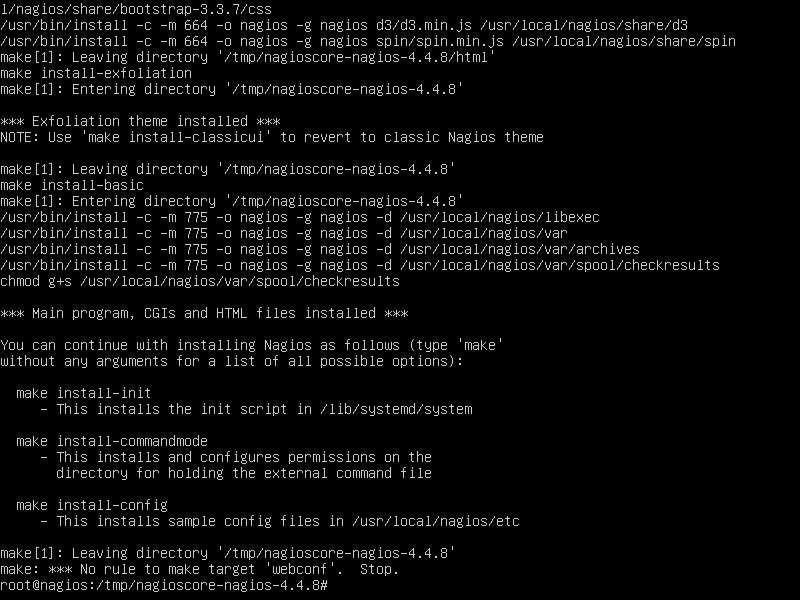 l/nagios/share/bootstrap-3.3.7/css
/usr/bin/install -c -m 664 -o nagios -g nagios d3/d3.min.js /usr/local/nagios/share/d3
/usr/bin/install -c -m 664 -o nagios -g nagios spin/spin.min.js /usr/local/nagios/share/spin
make[1]: Leaving directory '/tmp/nagioscore-nagios-4.4.8/html'
make install-exfoliation
make[1]: Entering directory '/tmp/nagioscore-nagios-4.4.8'
*** Exfoliation theme installed ***
NOTE: Use 'make install-classicui' to revert to classic Nagios theme
make[1]: Leaving directory '/tmp/nagioscore-nagios-4.4.8'
make install-basic
make[1]: Entering directory '/tmp/nagioscore-nagios-4.4.8'
/usr/bin/install -c -m 775 -o nagios -g nagios -d /usr/local/nagios/libexec
/usr/bin/install -c -m 775 -o nagios -g nagios -d /usr/local/nagios/var
/usr/bin/install -c -m 775 -o nagios -g nagios -d /usr/local/nagios/var/archives
/usr/bin/install -c -m 775 -o nagios -g nagios -d /usr/local/nagios/var/spool/checkresults
chmod g+s /usr/local/nagios/var/spool/checkresults
*** Main program, CGIs and HTML files installed ***
You can continue with installing Nagios as follows (type 'make'
without any arguments for a list of all possible options):
make install-init
- This installs the init script in /lib/systemd/system
make install-commandmode
- This installs and configures permissions on the
directory for holding the external command file
make install-config
- This installs sample config files in /usr/local/nagios/etc
make[1]: Leaving directory '/tmp/nagioscore-nagios-4.4.8'
make: *** No rule to make target 'webconf'.  Stop.
root@nagios:/tmp/nagioscore-nagios-4.4.8#